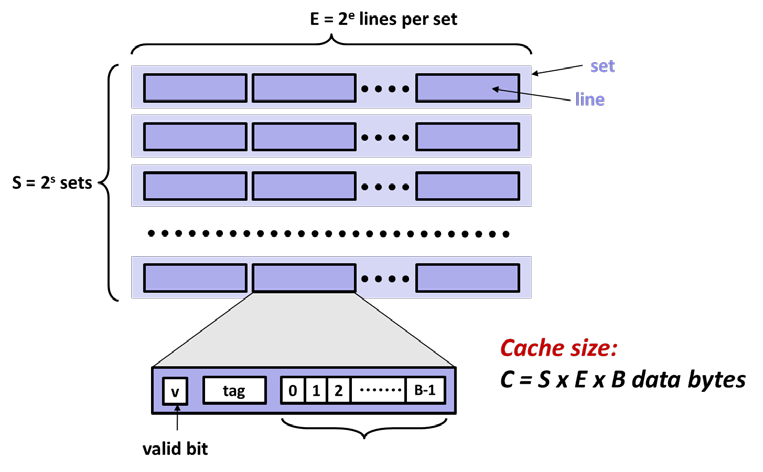 E = 2ᵉ lines per set
set
line
S = 2ˢ sets
Cache size:
C = S x E x B data bytes
v
tag
0 1 2 ········ B-1
valid bit